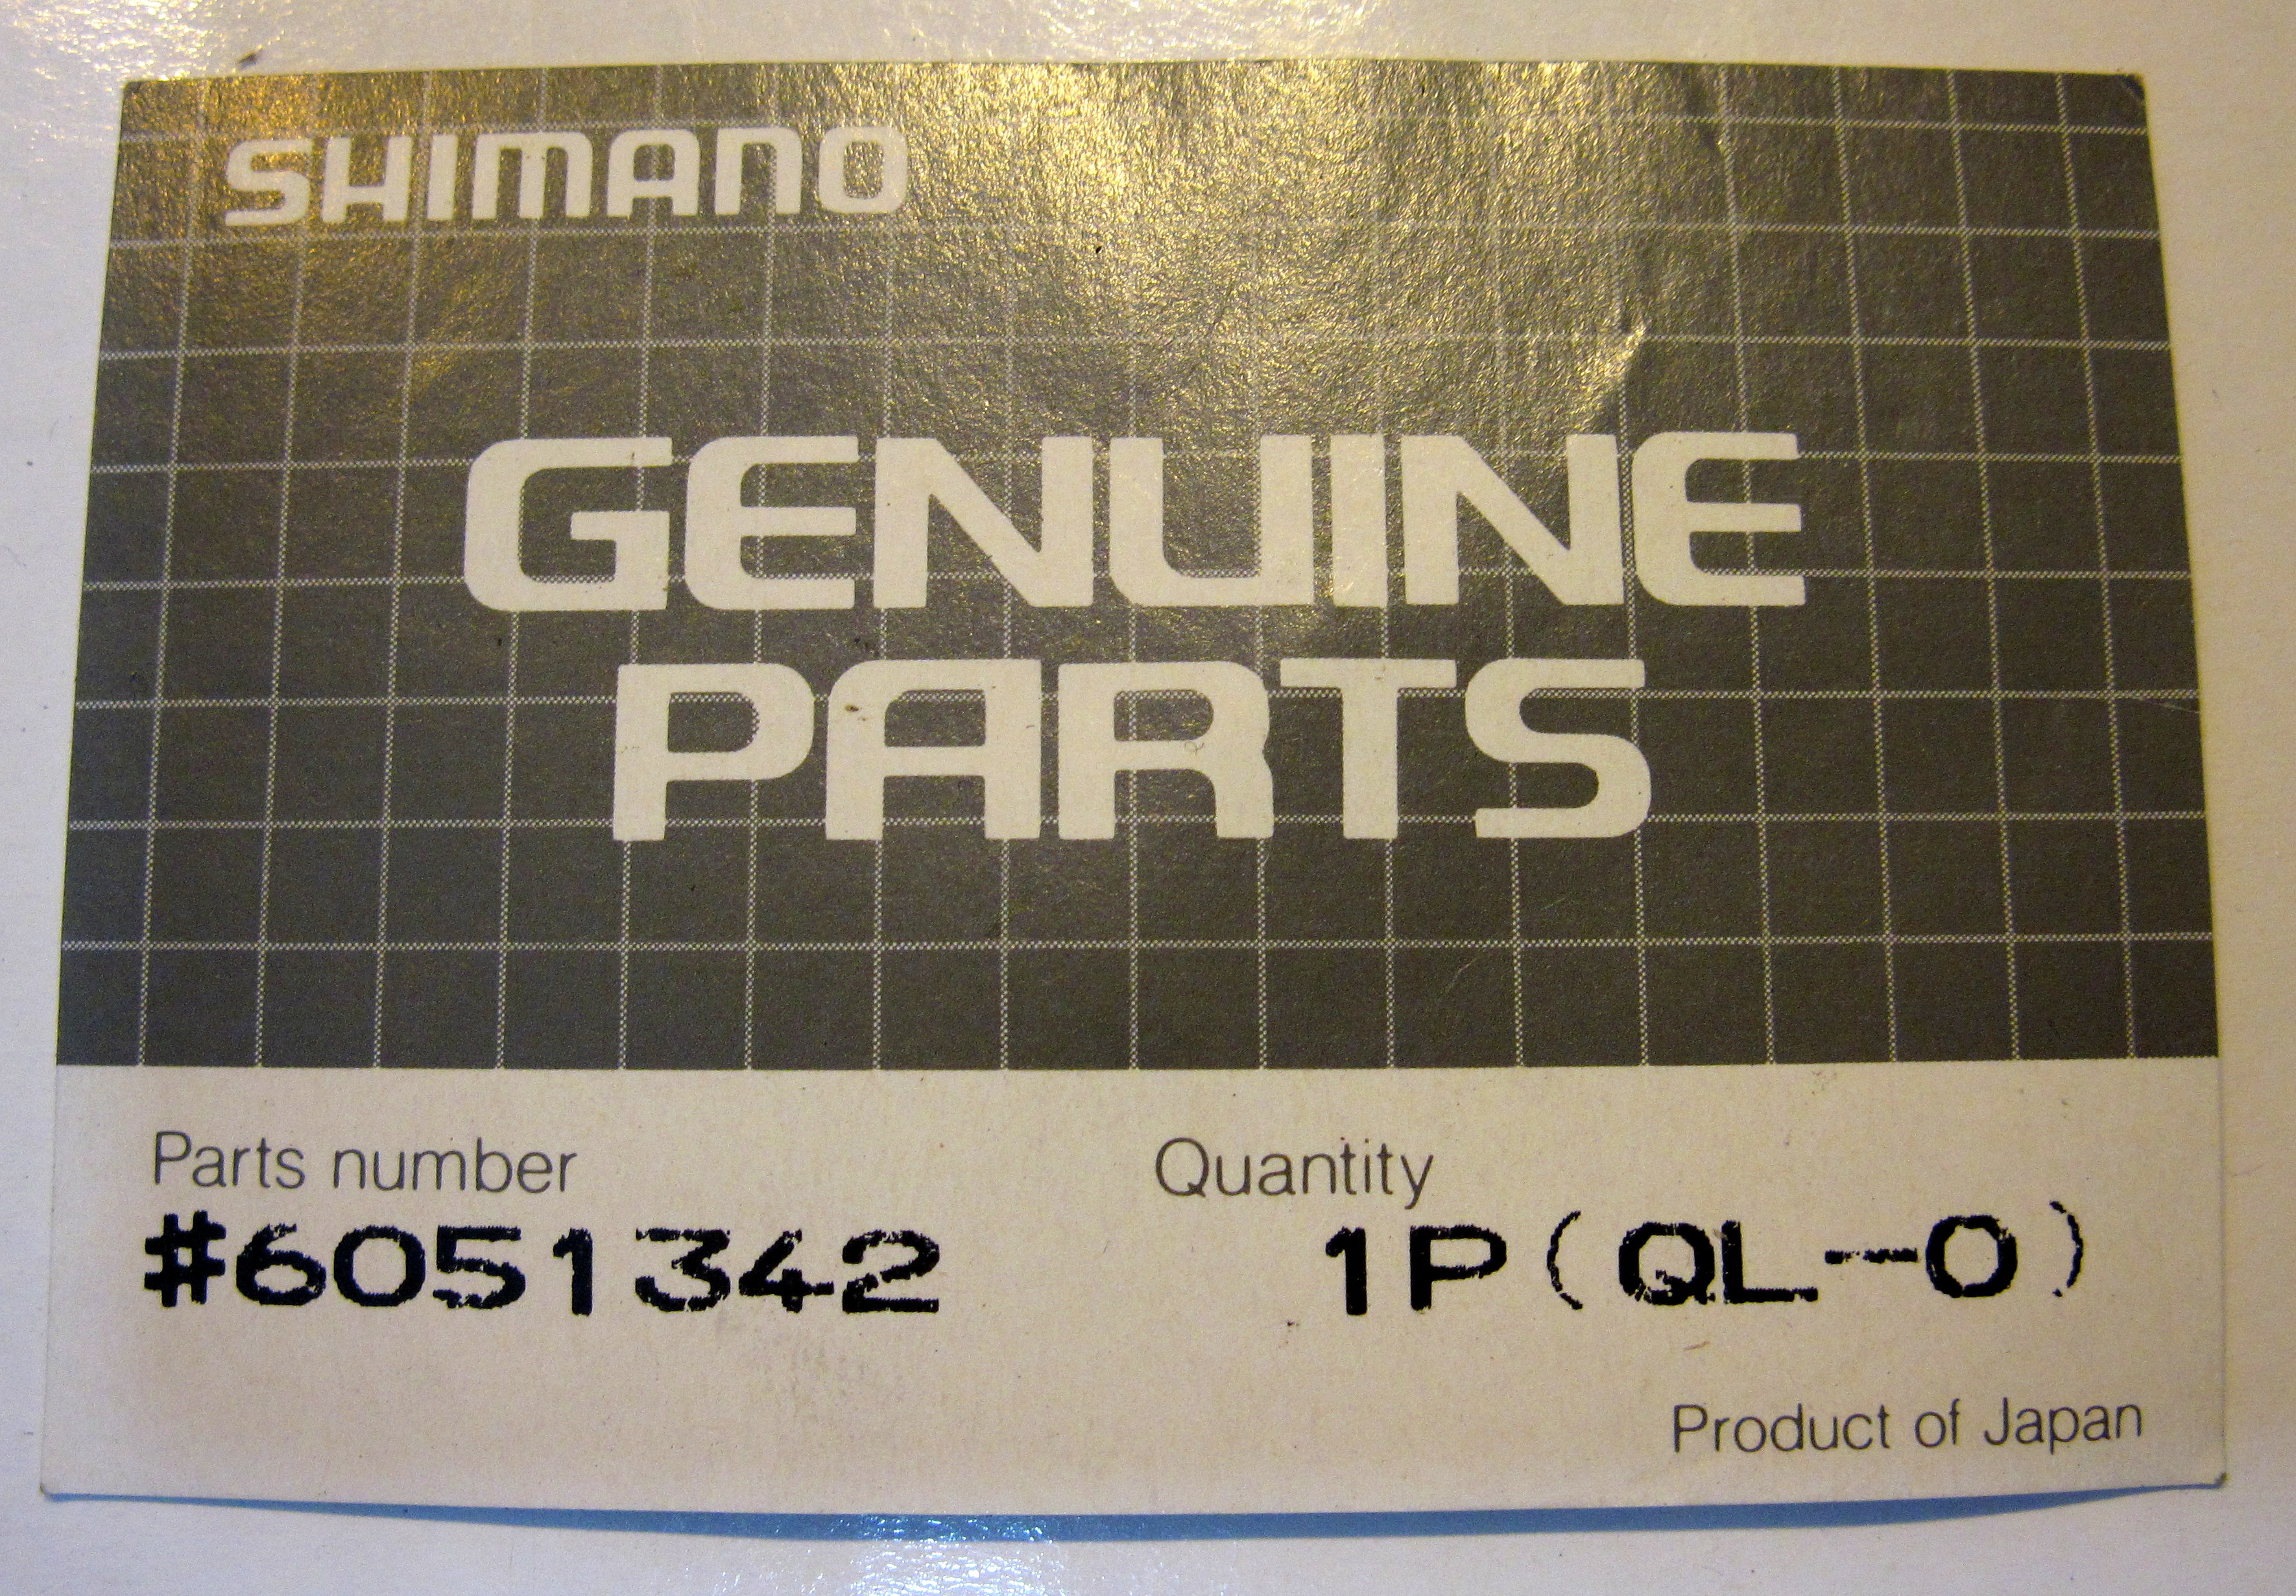 SHIMANO
GENUINE
PARTS
Parts number Quantity
#6051342 1P(QL-0)
Product of Japan